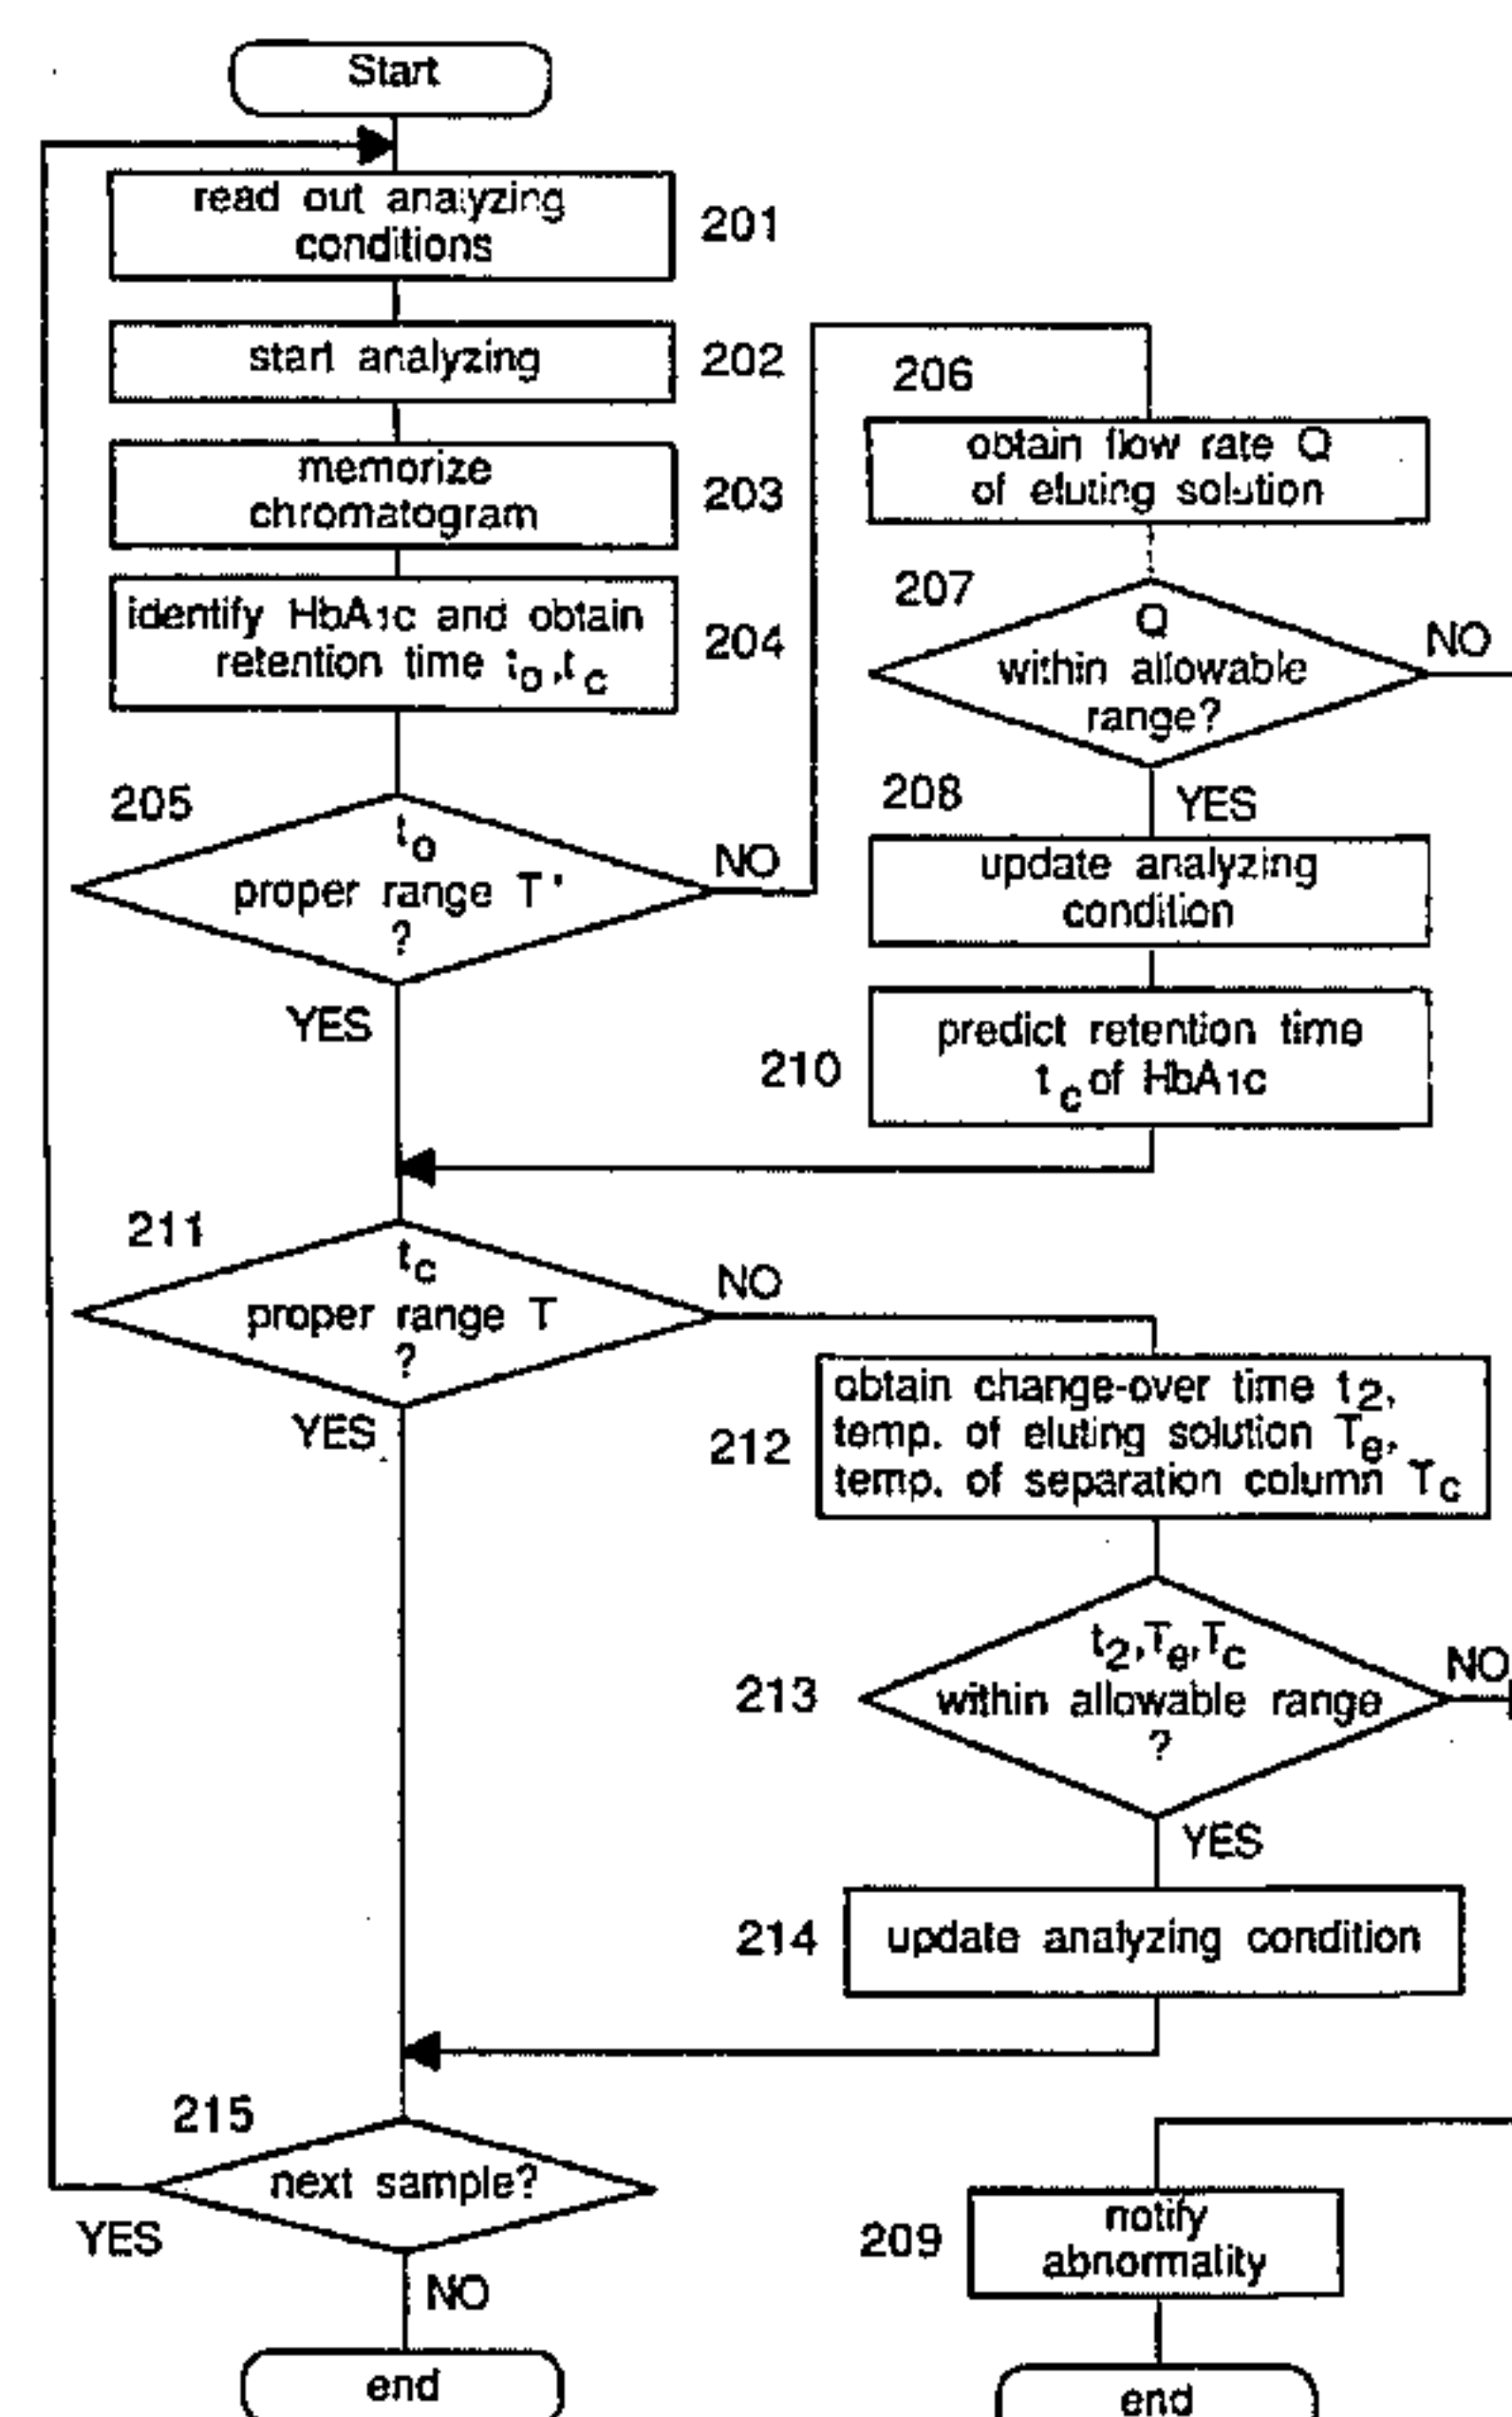 Start
read out analyzing
conditions
201
start analyzing
202
memorize
chromatogram
203
identify HbA1c and obtain
retention time to,tc
204
205
to
proper range T'
?
NO
YES
206
obtain flow rate Q
of eluting solution
207
Q
within allowable
range?
NO
YES
208
update analyzing
condition
210
predict retention time
tc of HbA1c
211
tc
proper range T
?
NO
YES
212
obtain change-over time t2,
temp. of eluting solution Te,
temp. of separation column Tc
213
t2,Te,Tc
within allowable range
?
NO
YES
214
update analyzing condition
215
next sample?
YES
NO
end
209
notify
abnormality
end